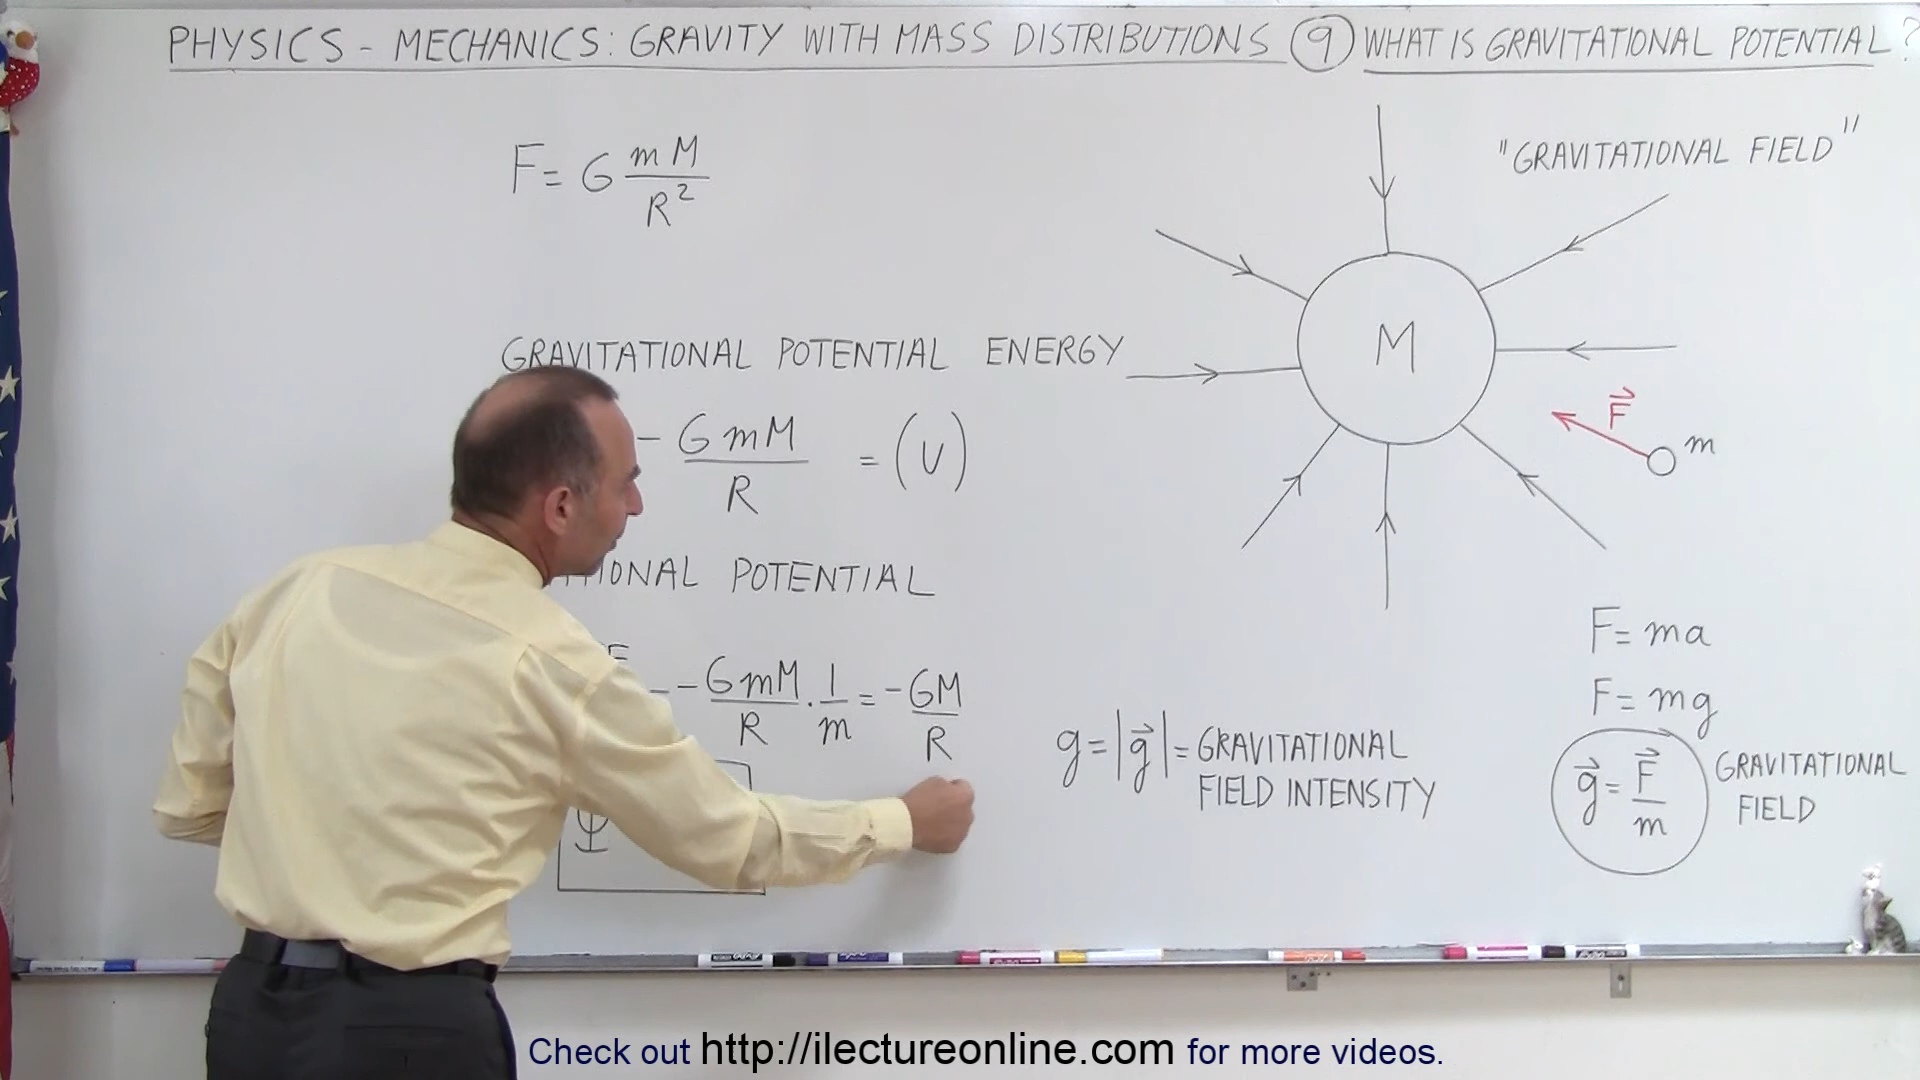 PHYSICS - MECHANICS: GRAVITY WITH MASS DISTRIBUTIONS 9 WHAT IS GRAVITATIONAL POTENTIAL?
F = G mM/R²
"GRAVITATIONAL FIELD"
M
F⃗
m
GRAVITATIONAL POTENTIAL ENERGY
- GmM/R = (U)
POTENTIAL
- GmM/R · 1/m = - GM/R
g = |g⃗| = GRAVITATIONAL
FIELD INTENSITY
F = ma
F = mg
g⃗ = F⃗/m
GRAVITATIONAL
FIELD
Check out http://ilectureonline.com for more videos.